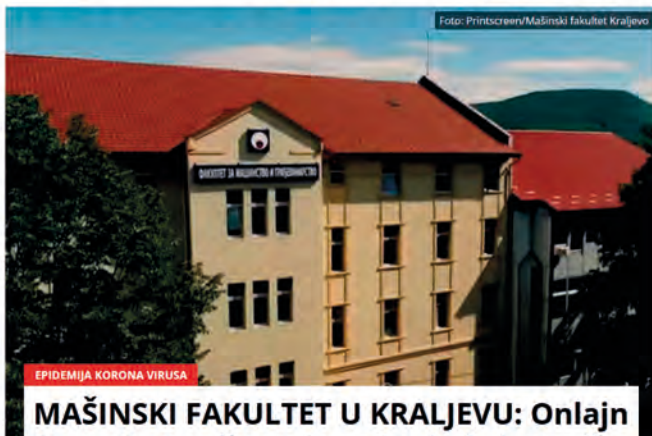 Foto: Printscreen/Mašinski fakultet Kraljevo
ФАКУЛТЕТ ЗА МАШИНСТВО И ГРАЂЕВИНАРСТВО
EPIDEMIJA KORONA VIRUSA
MAŠINSKI FAKULTET U KRALJEVU: Onlajn